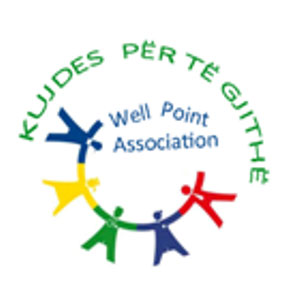 KUJDES PËR TË GJITHË
Well Point
Association